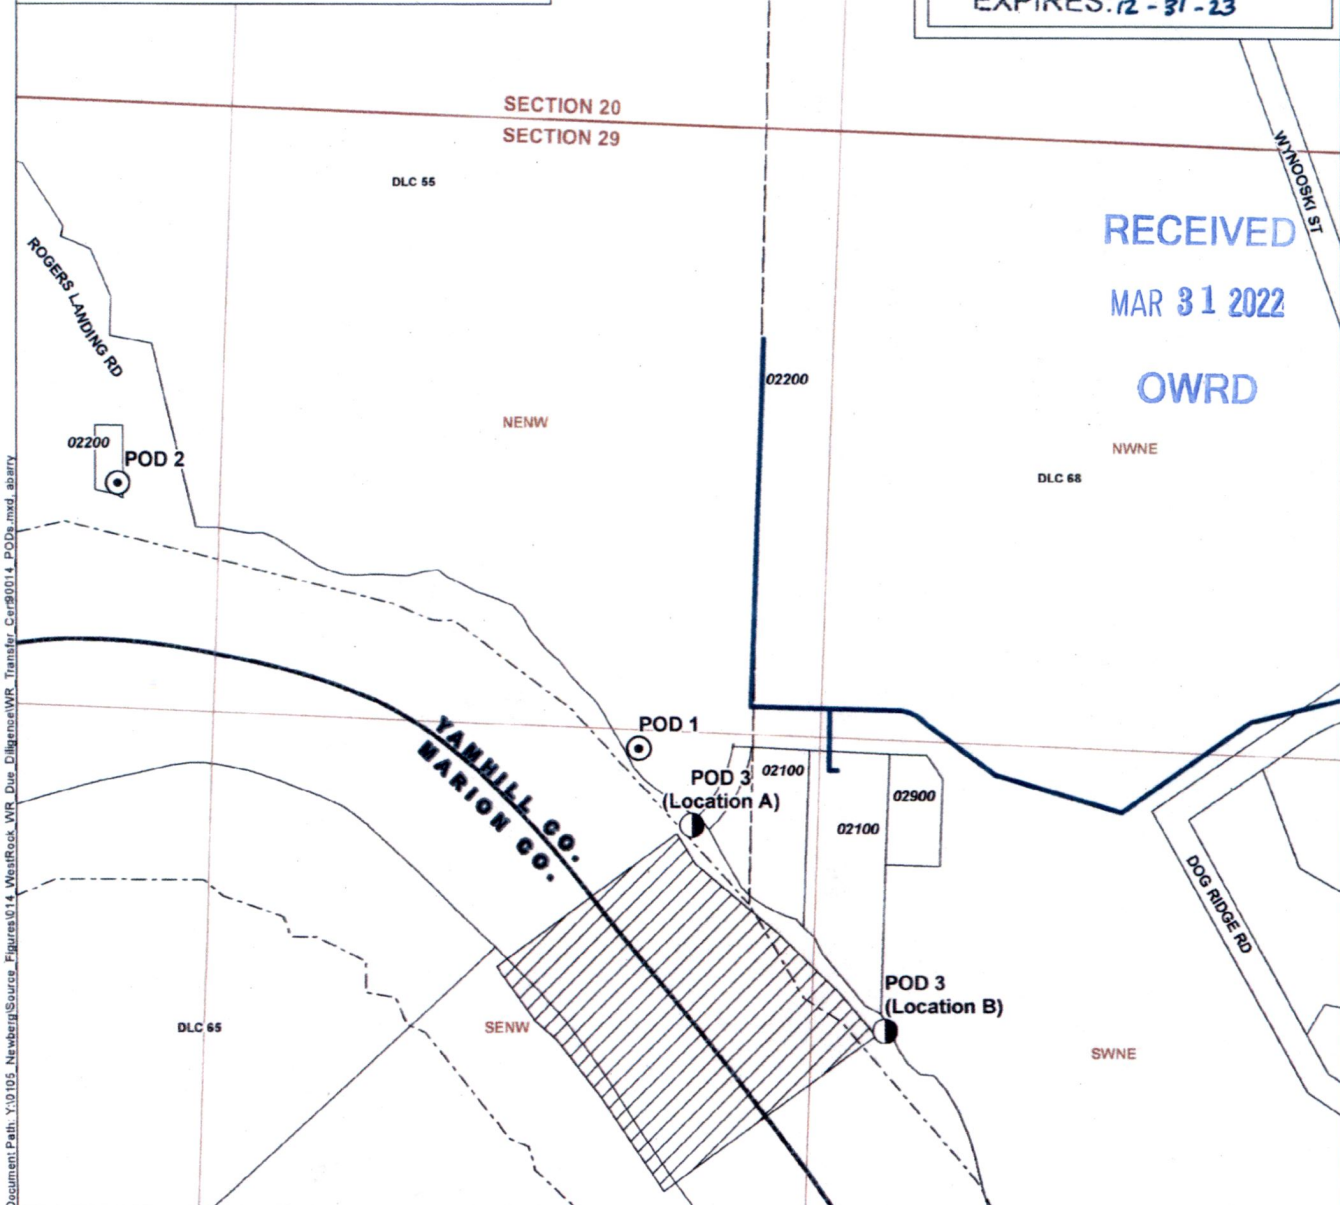 EXPIRES: 12-31-23
SECTION 20
SECTION 29
WYNOOSKI ST
DLC 55
RECEIVED
MAR 31 2022
OWRD
ROGERS LANDING RD
02200
NENW
NWNE
02200
POD 2
DLC 68
YAMHILL CO.
MARION CO.
POD 1
POD 3
(Location A)
02100
02900
02100
DOG RIDGE RD
POD 3
(Location B)
DLC 65
SENW
SWNE
Document Path: Y:\0105_Newberg\Source_Figures\014_WestRock_WR_Due_Diligence\WR_Transfer_Cert90014_PODs.mxd, abarry